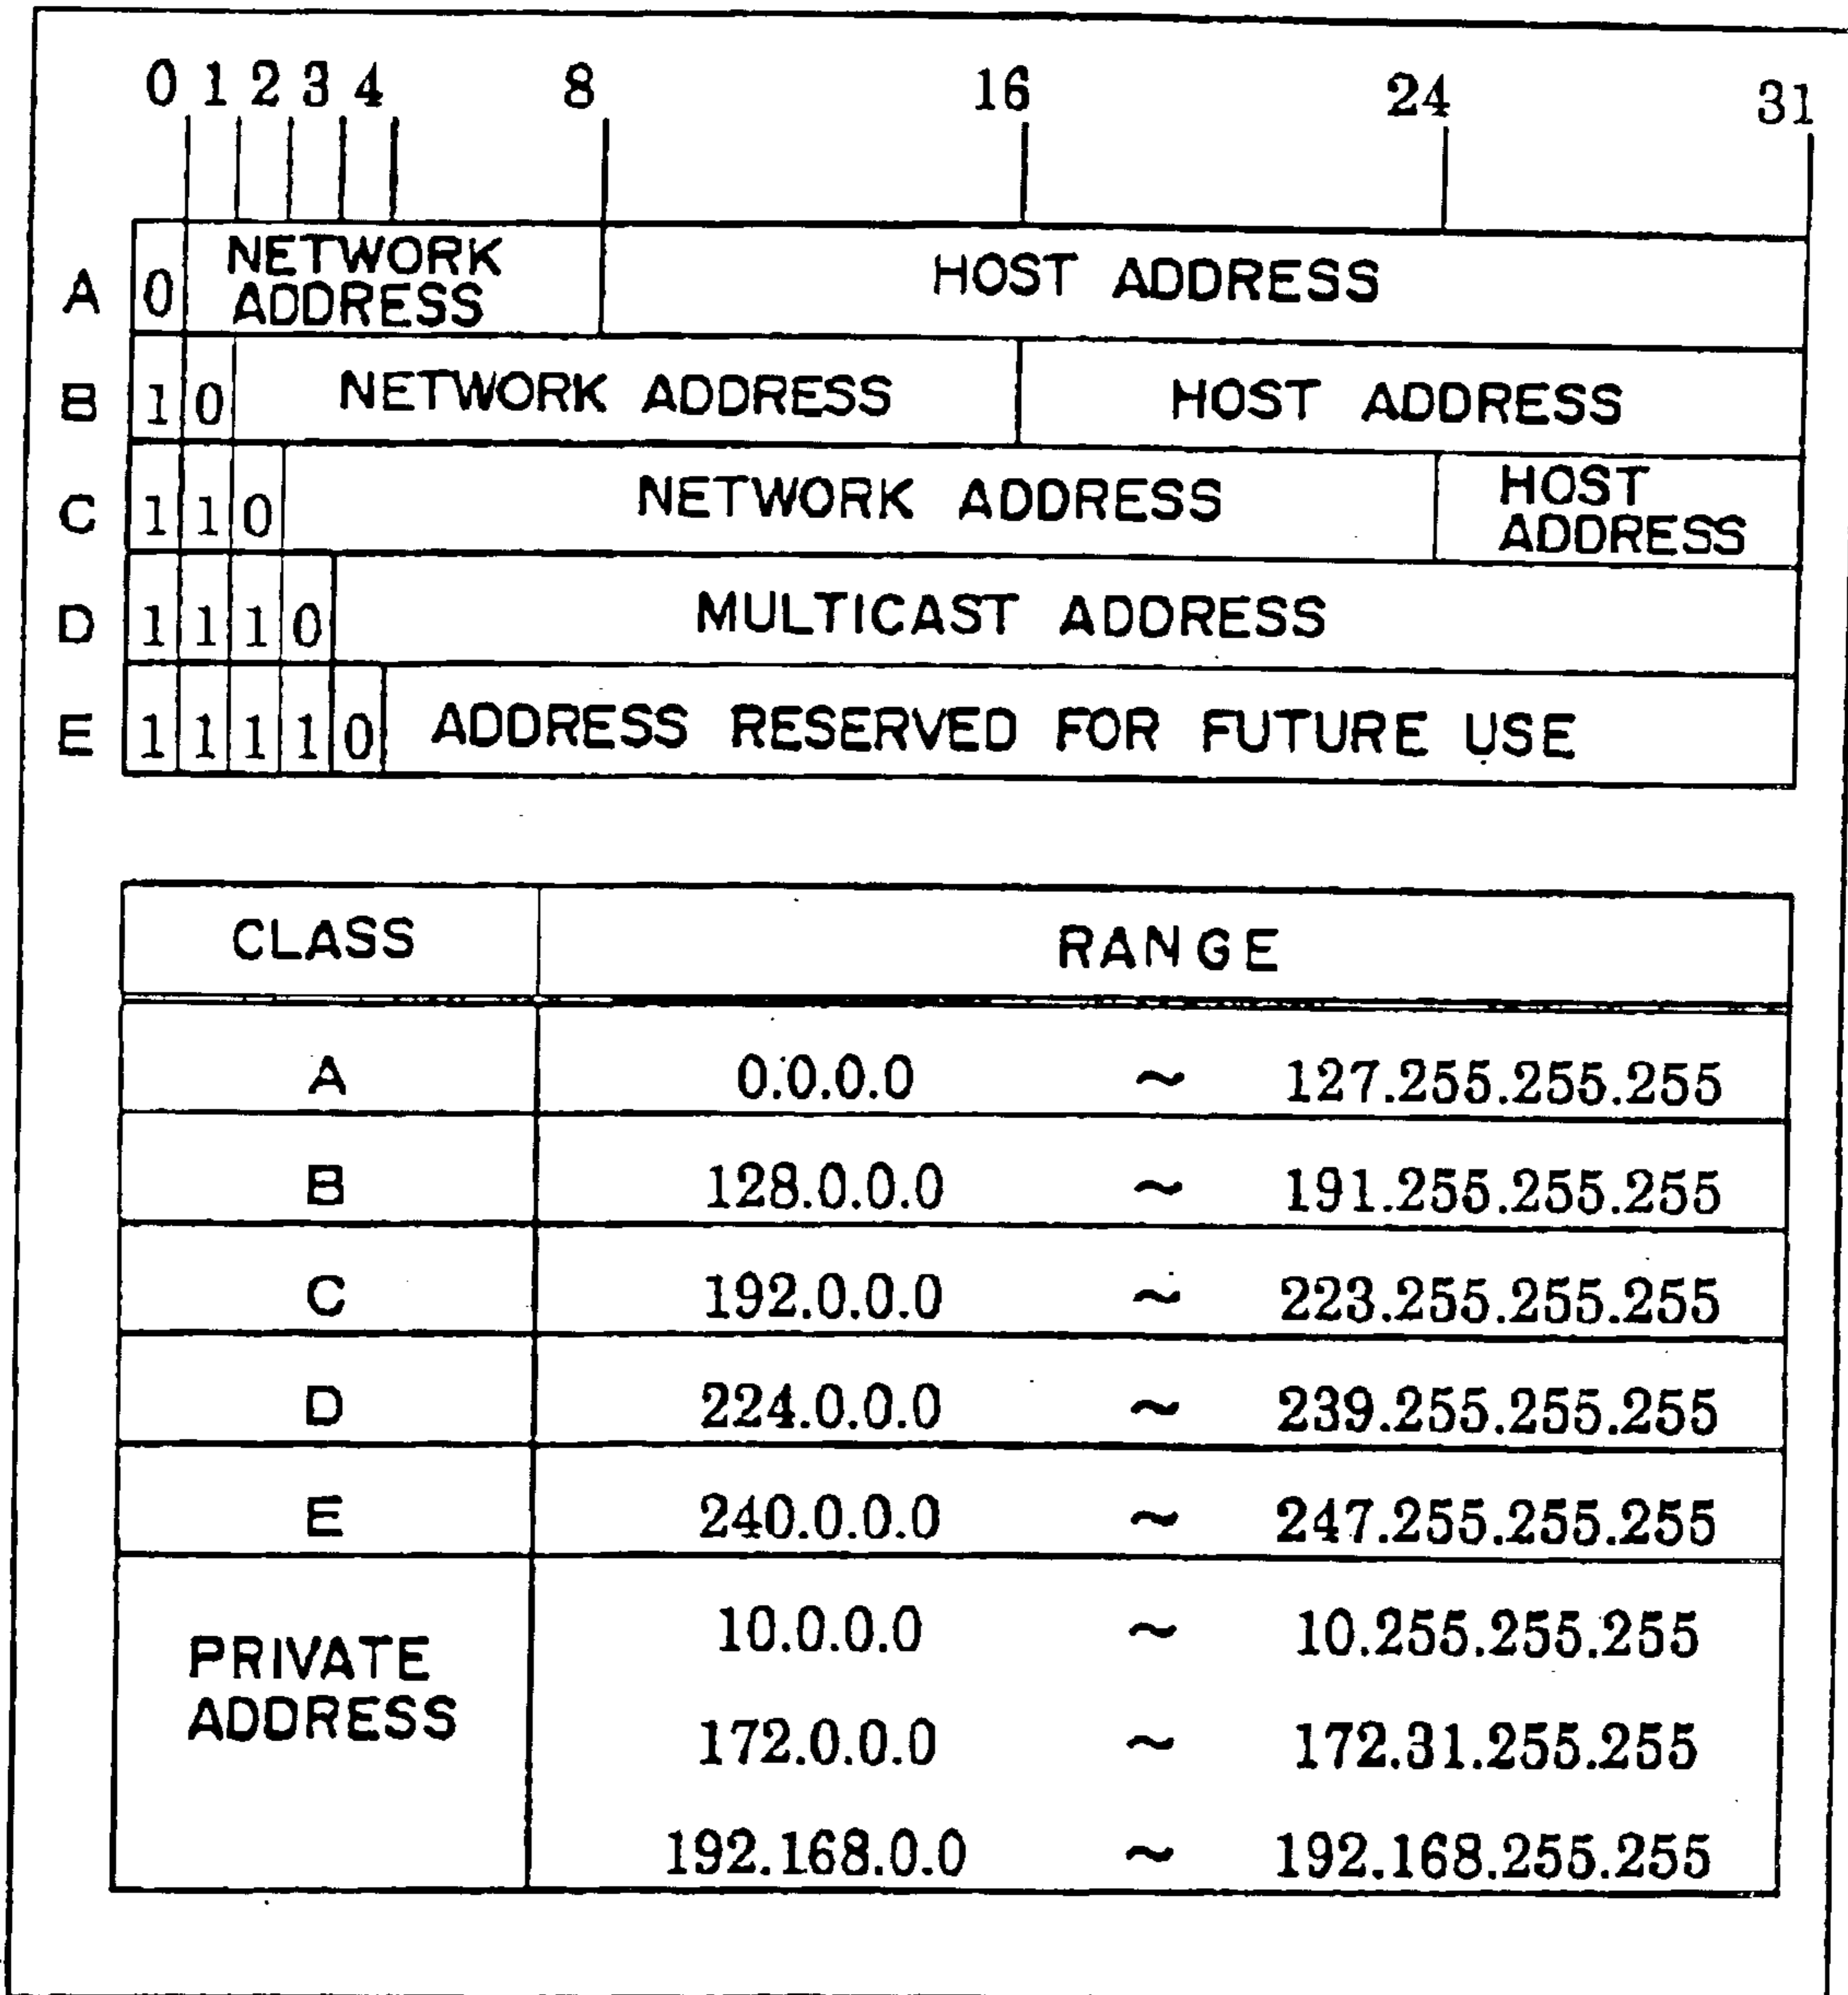 0 1 2 3 4 8 16 24 31
A 0 NETWORK ADDRESS HOST ADDRESS
B 1 0 NETWORK ADDRESS HOST ADDRESS
C 1 1 0 NETWORK ADDRESS HOST ADDRESS
D 1 1 1 0 MULTICAST ADDRESS
E 1 1 1 1 0 ADDRESS RESERVED FOR FUTURE USE
CLASS RANGE
A 0.0.0.0 ~ 127.255.255.255
B 128.0.0.0 ~ 191.255.255.255
C 192.0.0.0 ~ 223.255.255.255
D 224.0.0.0 ~ 239.255.255.255
E 240.0.0.0 ~ 247.255.255.255
PRIVATE ADDRESS 10.0.0.0 ~ 10.255.255.255
172.0.0.0 ~ 172.31.255.255
192.168.0.0 ~ 192.168.255.255